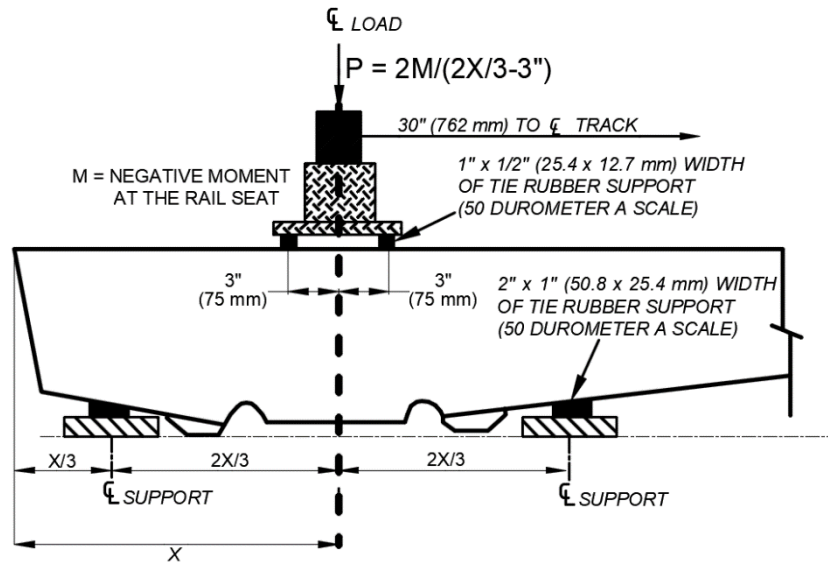 ℄ LOAD
P = 2M/(2X/3-3")
30" (762 mm) TO ℄ TRACK
M = NEGATIVE MOMENT
AT THE RAIL SEAT
1" x 1/2" (25.4 x 12.7 mm) WIDTH
OF TIE RUBBER SUPPORT
(50 DUROMETER A SCALE)
3"
(75 mm)
3"
(75 mm)
2" x 1" (50.8 x 25.4 mm) WIDTH
OF TIE RUBBER SUPPORT
(50 DUROMETER A SCALE)
X/3
2X/3
2X/3
℄ SUPPORT
℄ SUPPORT
X